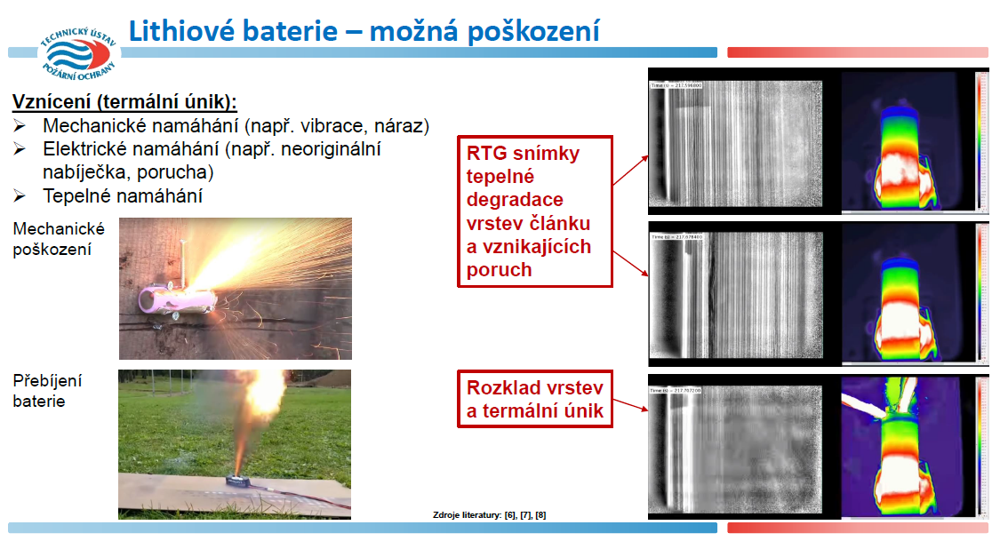 Lithiové baterie – možná poškození
TECHNICKÝ ÚSTAV
POŽÁRNÍ OCHRANY
Vznícení (termální únik):
Mechanické namáhání (např. vibrace, náraz)
Elektrické namáhání (např. neoriginální
nabíječka, porucha)
Tepelné namáhání
Mechanické
poškození
Přebíjení
baterie
RTG snímky
tepelné
degradace
vrstev článku
a vznikajících
poruch
Rozklad vrstev
a termální únik
Time (s) = 217,596800
Time (s) = 217,678400
Time (s) = 217,707200
Zdroje literatury: [6], [7], [8]